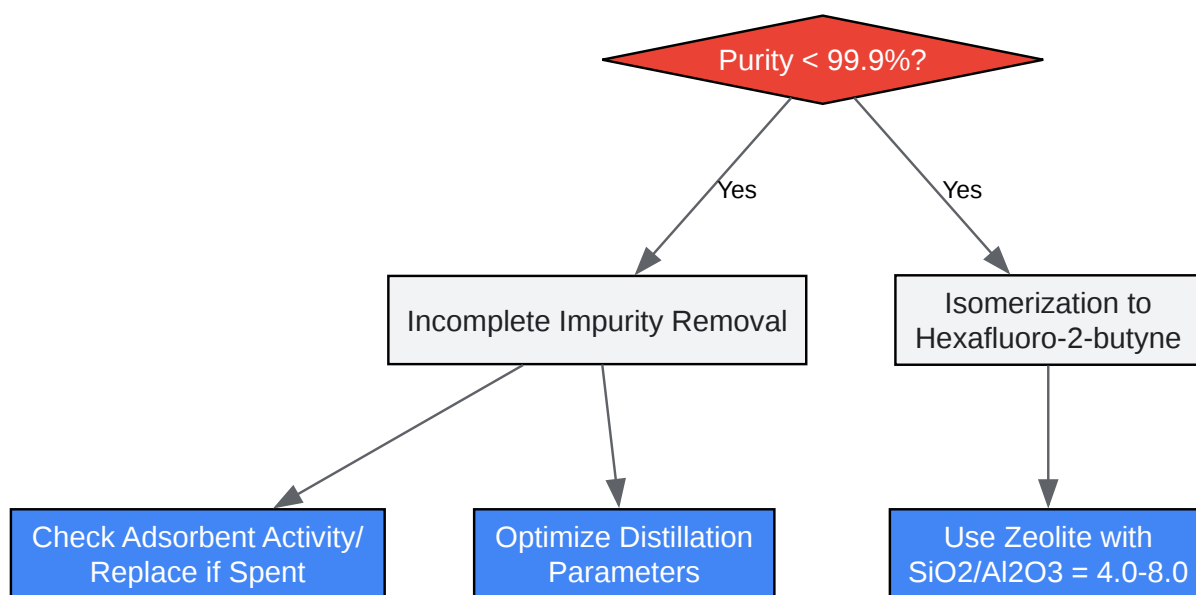 Purity < 99.9%?
Yes
Yes
Incomplete Impurity Removal
Isomerization to
Hexafluoro-2-butyne
Check Adsorbent Activity/
Replace if Spent
Optimize Distillation
Parameters
Use Zeolite with
SiO2/Al2O3 = 4.0-8.0